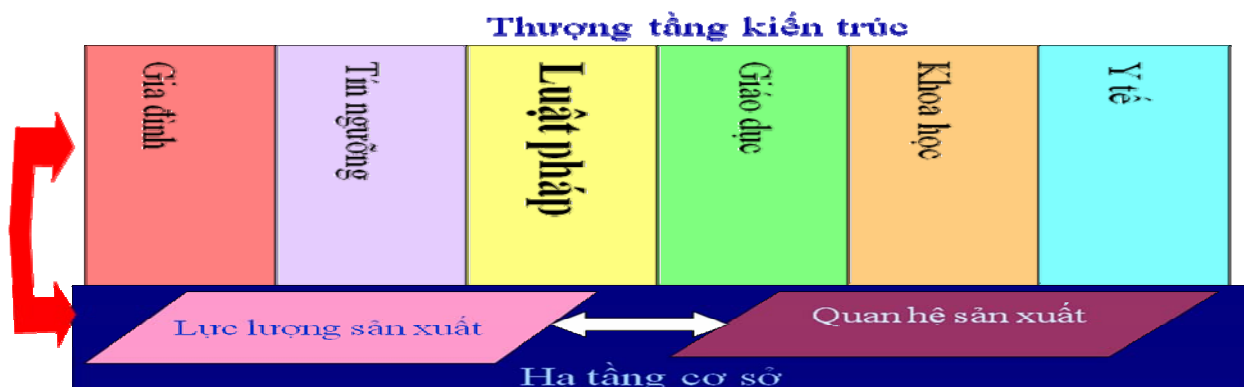 Thượng tầng kiến trúc
Gia đình
Tín ngưỡng
Luật pháp
Giáo dục
Khoa học
Y tế
Lực lượng sản xuất
Quan hệ sản xuất
Hạ tầng cơ sở